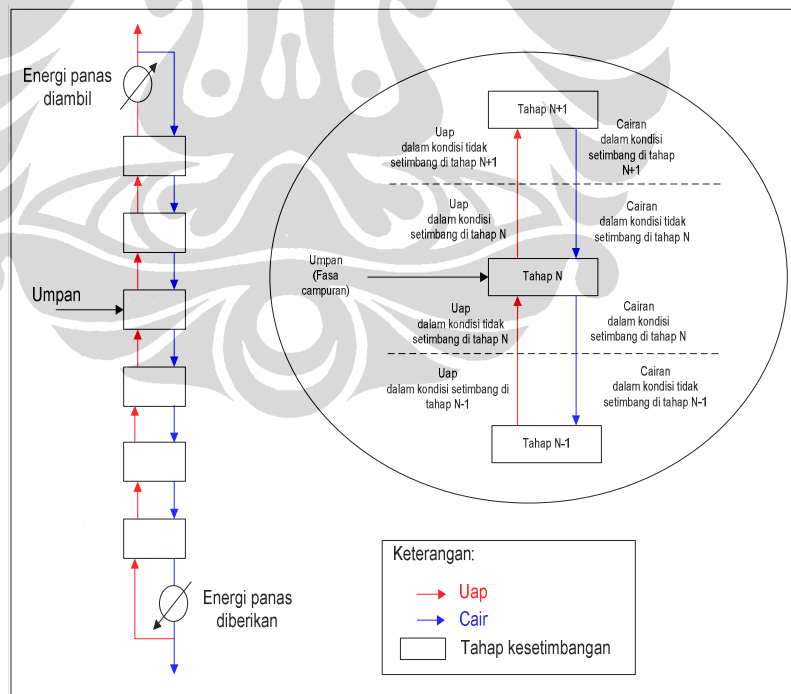 Energi panas
diambil
Umpan
Energi panas
diberikan
Tahap N+1
Uap
dalam kondisi tidak
setimbang di tahap N+1
Cairan
dalam kondisi
setimbang di tahap
N+1
Uap
dalam kondisi
setimbang di tahap N
Cairan
dalam kondisi tidak
setimbang di tahap N
Umpan
(Fasa
campuran)
Tahap N
Uap
dalam kondisi tidak
setimbang di tahap N
Cairan
dalam kondisi
setimbang di tahap N
Uap
dalam kondisi setimbang di
tahap N-1
Cairan
dalam kondisi tidak
setimbang di tahap N-1
Tahap N-1
Keterangan:
Uap
Cair
Tahap kesetimbangan